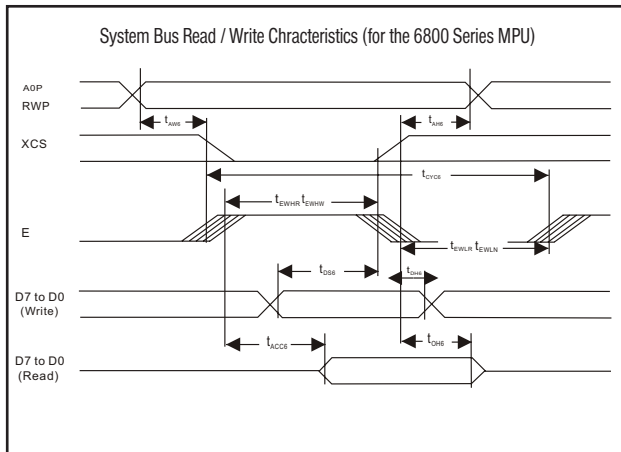 System Bus Read / Write Chracteristics (for the 6800 Series MPU)
A0P
RWP
tAW6
tAH6
XCS
tCYC6
tEWHR tEWHW
E
tEWLR tEWLN
tDS6
tDH6
D7 to D0
(Write)
tACC6
tOH6
D7 to D0
(Read)